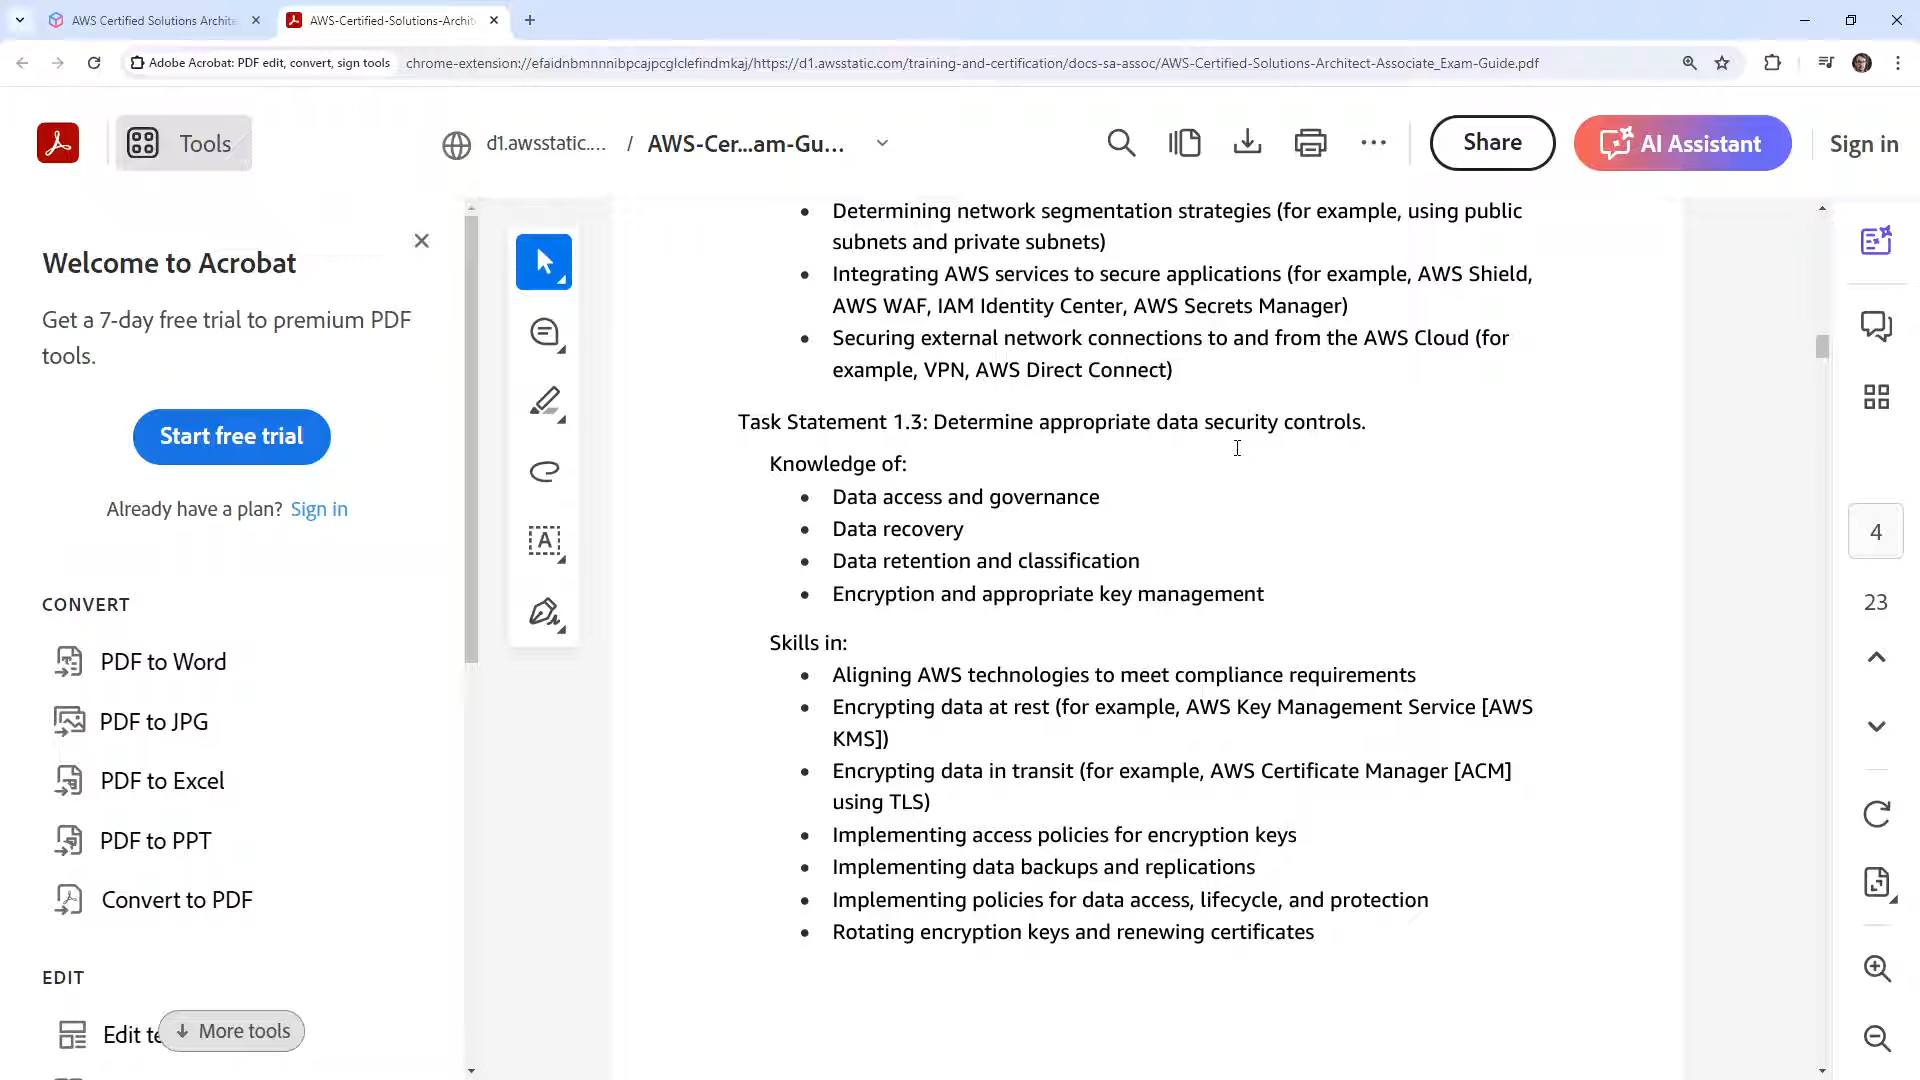 AWS Certified Solutions Archite
AWS-Certified-Solutions-Archit
Adobe Acrobat: PDF edit, convert, sign tools
chrome-extension://efaidnbmnnnibpcajpcglclefindmkaj/https://d1.awsstatic.com/training-and-certification/docs-sa-assoc/AWS-Certified-Solutions-Architect-Associate_Exam-Guide.pdf
Tools
d1.awsstatic.... / AWS-Cer...am-Gu...
Share
AI Assistant
Sign in
Welcome to Acrobat
Get a 7-day free trial to premium PDF
tools.
Start free trial
Already have a plan? Sign in
CONVERT
PDF to Word
PDF to JPG
PDF to Excel
PDF to PPT
Convert to PDF
EDIT
Edit te
More tools
• Determining network segmentation strategies (for example, using public
subnets and private subnets)
• Integrating AWS services to secure applications (for example, AWS Shield,
AWS WAF, IAM Identity Center, AWS Secrets Manager)
• Securing external network connections to and from the AWS Cloud (for
example, VPN, AWS Direct Connect)
Task Statement 1.3: Determine appropriate data security controls.
Knowledge of:
• Data access and governance
• Data recovery
• Data retention and classification
• Encryption and appropriate key management
Skills in:
• Aligning AWS technologies to meet compliance requirements
• Encrypting data at rest (for example, AWS Key Management Service [AWS
KMS])
• Encrypting data in transit (for example, AWS Certificate Manager [ACM]
using TLS)
• Implementing access policies for encryption keys
• Implementing data backups and replications
• Implementing policies for data access, lifecycle, and protection
• Rotating encryption keys and renewing certificates
4
23